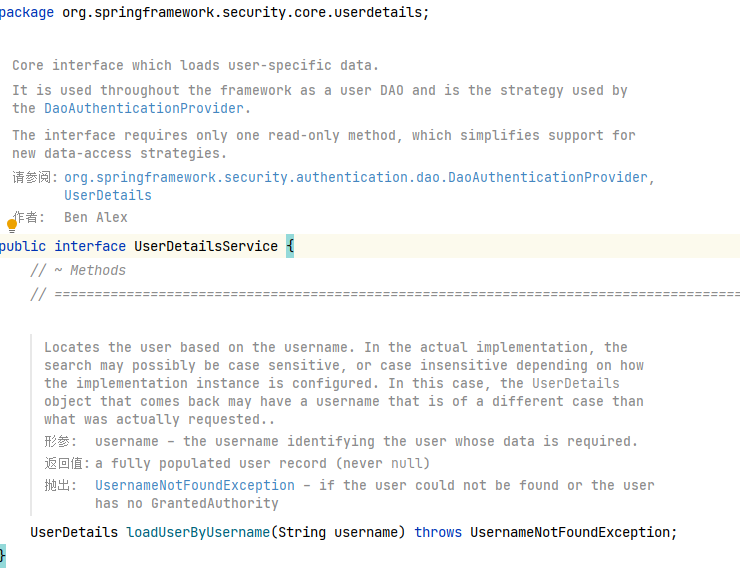 package org.springframework.security.core.userdetails;
Core interface which loads user-specific data.
It is used throughout the framework as a user DAO and is the strategy used by
the DaoAuthenticationProvider.
The interface requires only one read-only method, which simplifies support for
new data-access strategies.
请参阅: org.springframework.security.authentication.dao.DaoAuthenticationProvider,
UserDetails
作者: Ben Alex
public interface UserDetailsService {
// ~ Methods
// ========================================================================================
Locates the user based on the username. In the actual implementation, the
search may possibly be case sensitive, or case insensitive depending on how
the implementation instance is configured. In this case, the UserDetails
object that comes back may have a username that is of a different case than
what was actually requested..
形参: username – the username identifying the user whose data is required.
返回值: a fully populated user record (never null)
抛出: UsernameNotFoundException – if the user could not be found or the user
has no GrantedAuthority
UserDetails loadUserByUsername(String username) throws UsernameNotFoundException;
}